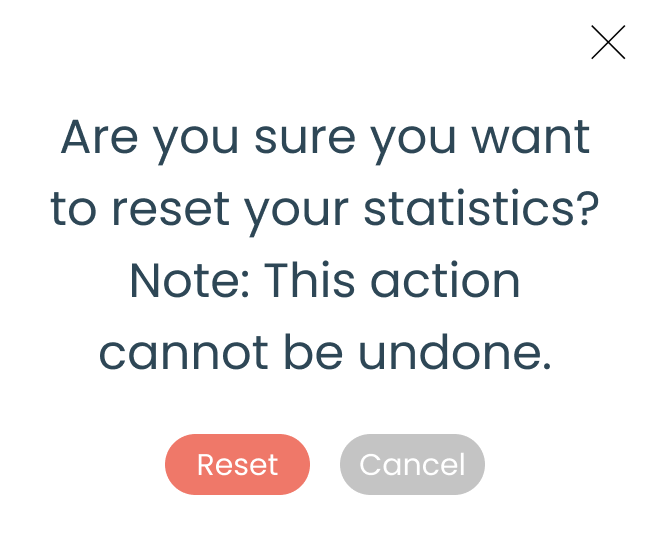 Are you sure you want
to reset your statistics?
Note: This action
cannot be undone.
Reset
Cancel